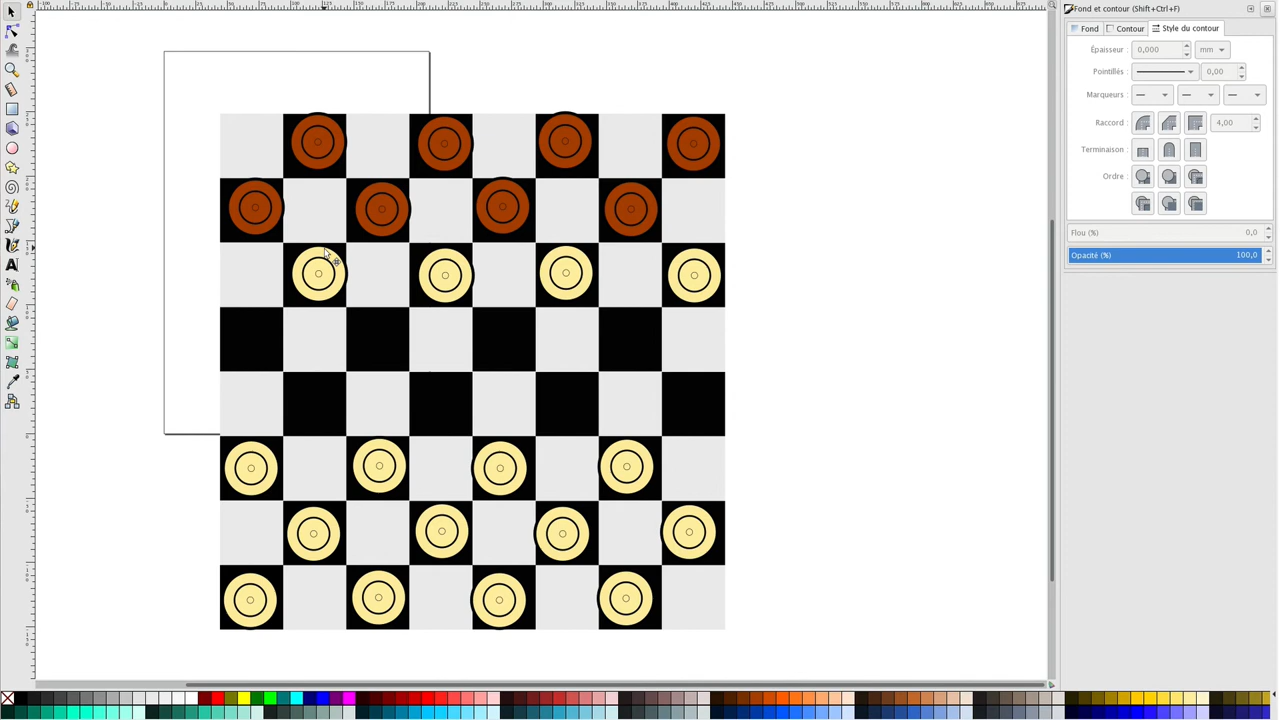 Fond et contour (Shift+Ctrl+F)
Fond
Contour
Style du contour
Épaisseur :
0,000
mm
Pointillés :
0,00
Marqueurs :
Raccord :
4,00
Terminaison :
Ordre :
Flou (%)
0,0
Opacité (%)
100,0